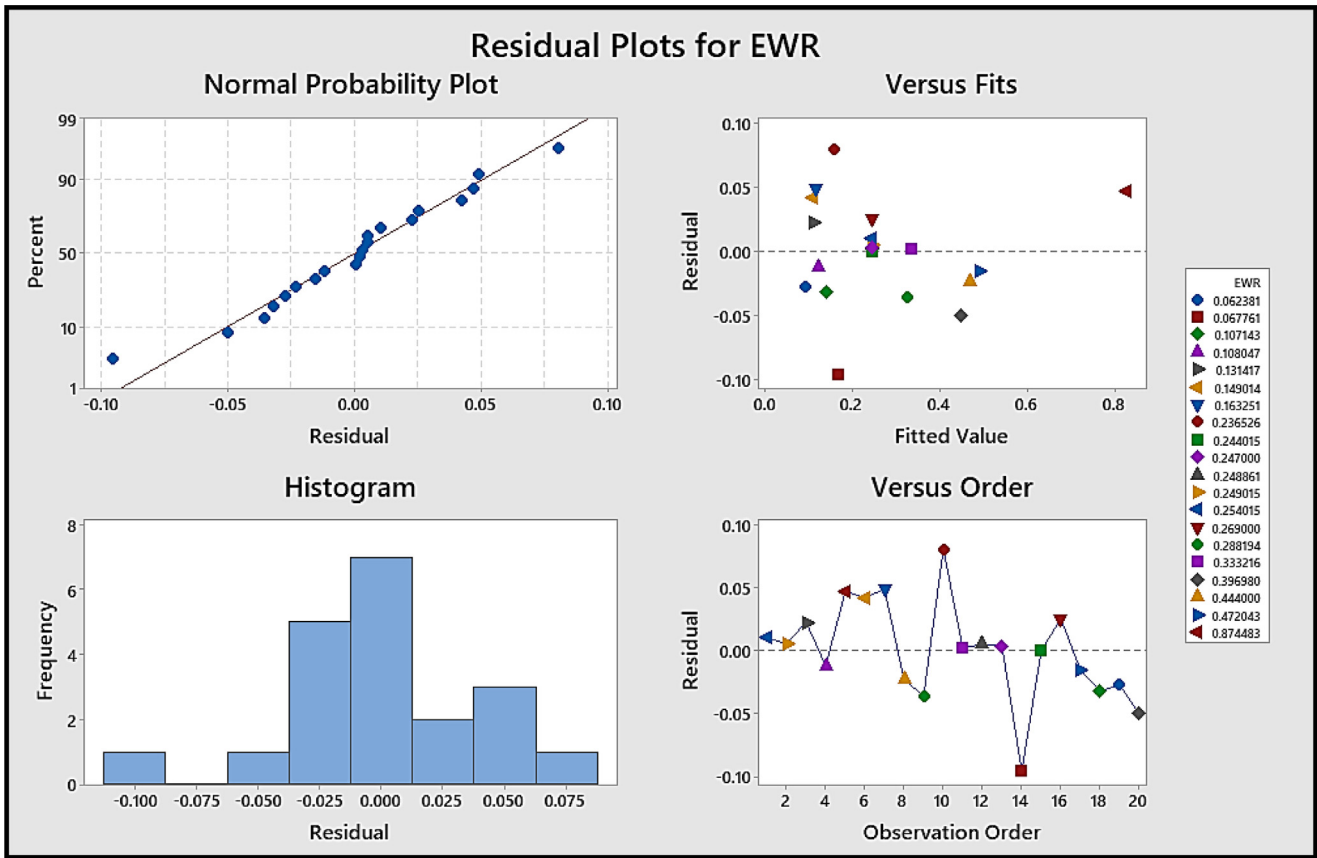 Residual Plots for EWR
Normal Probability Plot
99
90
50
10
1
Percent
-0.10 -0.05 0.00 0.05 0.10
Residual
Versus Fits
0.10
0.05
0.00
-0.05
-0.10
Residual
0.0 0.2 0.4 0.6 0.8
Fitted Value
Histogram
8
6
4
2
0
Frequency
-0.100 -0.075 -0.050 -0.025 0.000 0.025 0.050 0.075
Residual
Versus Order
0.10
0.05
0.00
-0.05
-0.10
Residual
2 4 6 8 10 12 14 16 18 20
Observation Order
EWR
0.062381
0.067761
0.107143
0.108047
0.131417
0.149014
0.163251
0.236526
0.244015
0.247000
0.248861
0.249015
0.254015
0.269000
0.288194
0.333216
0.396980
0.444000
0.472043
0.874483